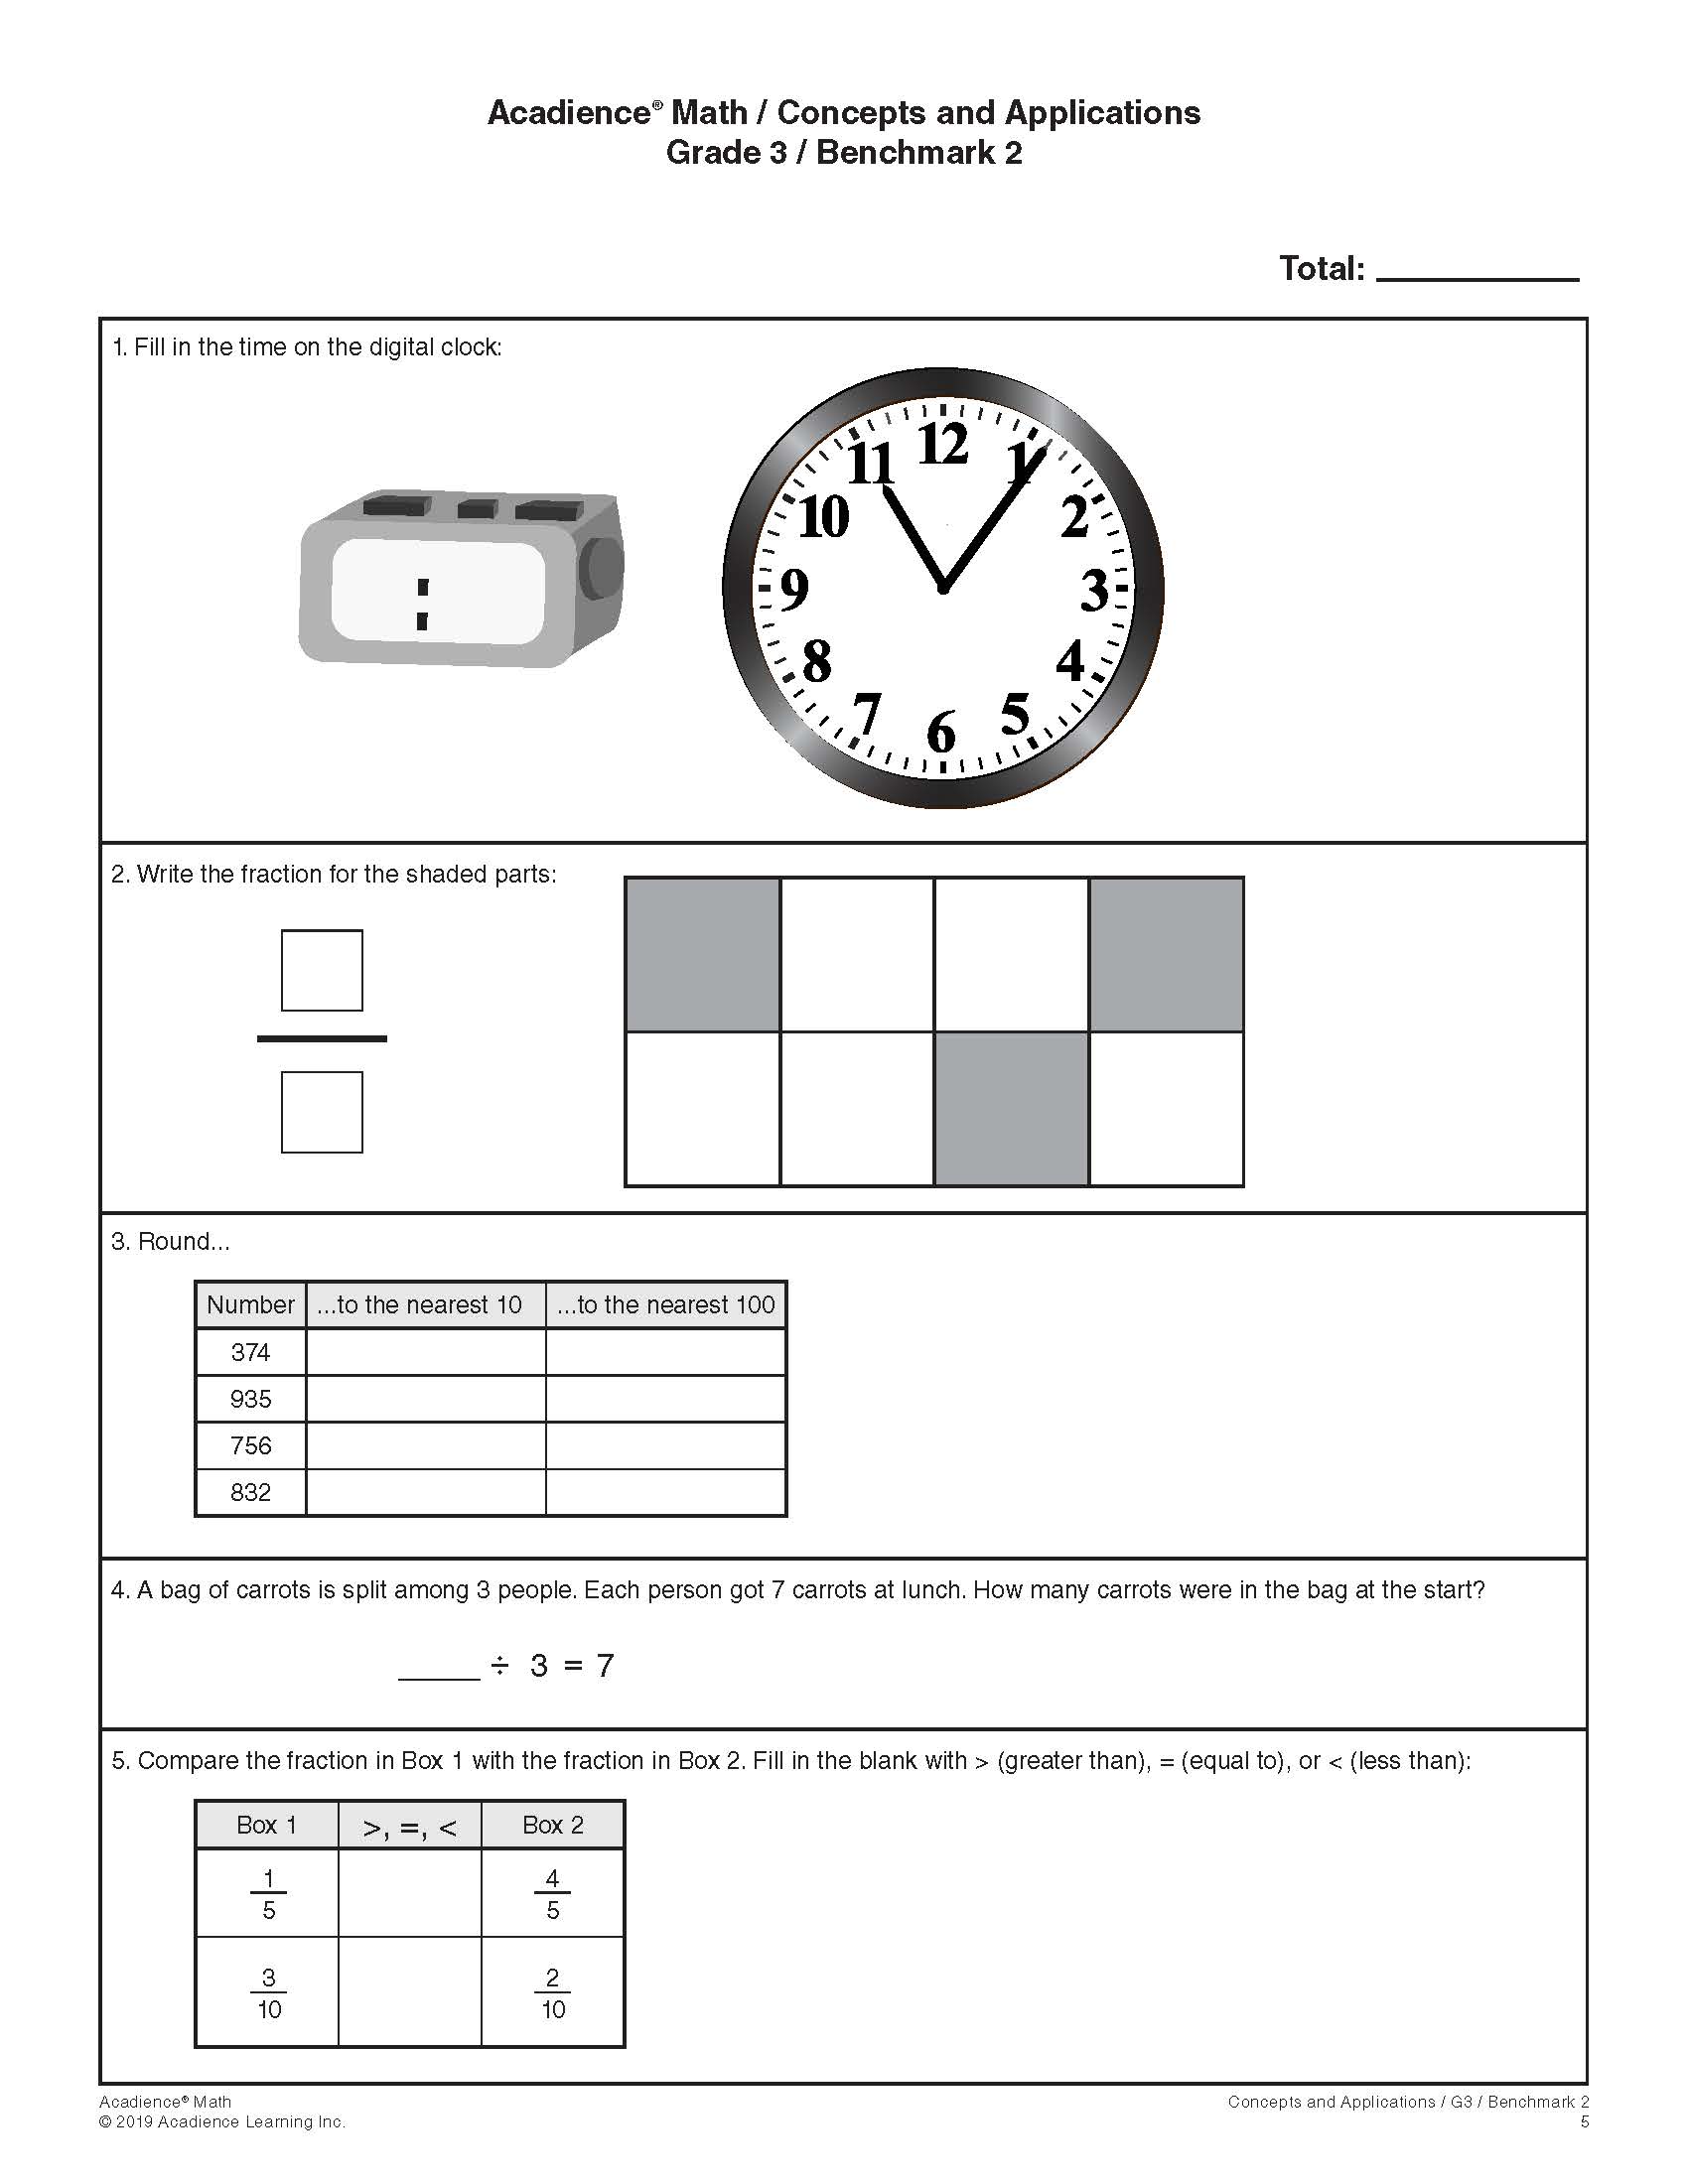 Acadience® Math / Concepts and Applications
Grade 3 / Benchmark 2
Total:
1. Fill in the time on the digital clock:
:
12
11
1
10
2
9
3
8
4
7
5
6
2. Write the fraction for the shaded parts:
3. Round...
Number ...to the nearest 10 ...to the nearest 100
374
935
756
832
4. A bag of carrots is split among 3 people. Each person got 7 carrots at lunch. How many carrots were in the bag at the start?
_____ ÷ 3 = 7
5. Compare the fraction in Box 1 with the fraction in Box 2. Fill in the blank with > (greater than), = (equal to), or < (less than):
Box 1 >, =, < Box 2
1 4
5 5
3 2
10 10
Acadience® Math
Concepts and Applications / G3 / Benchmark 2
© 2019 Acadience Learning Inc.
5